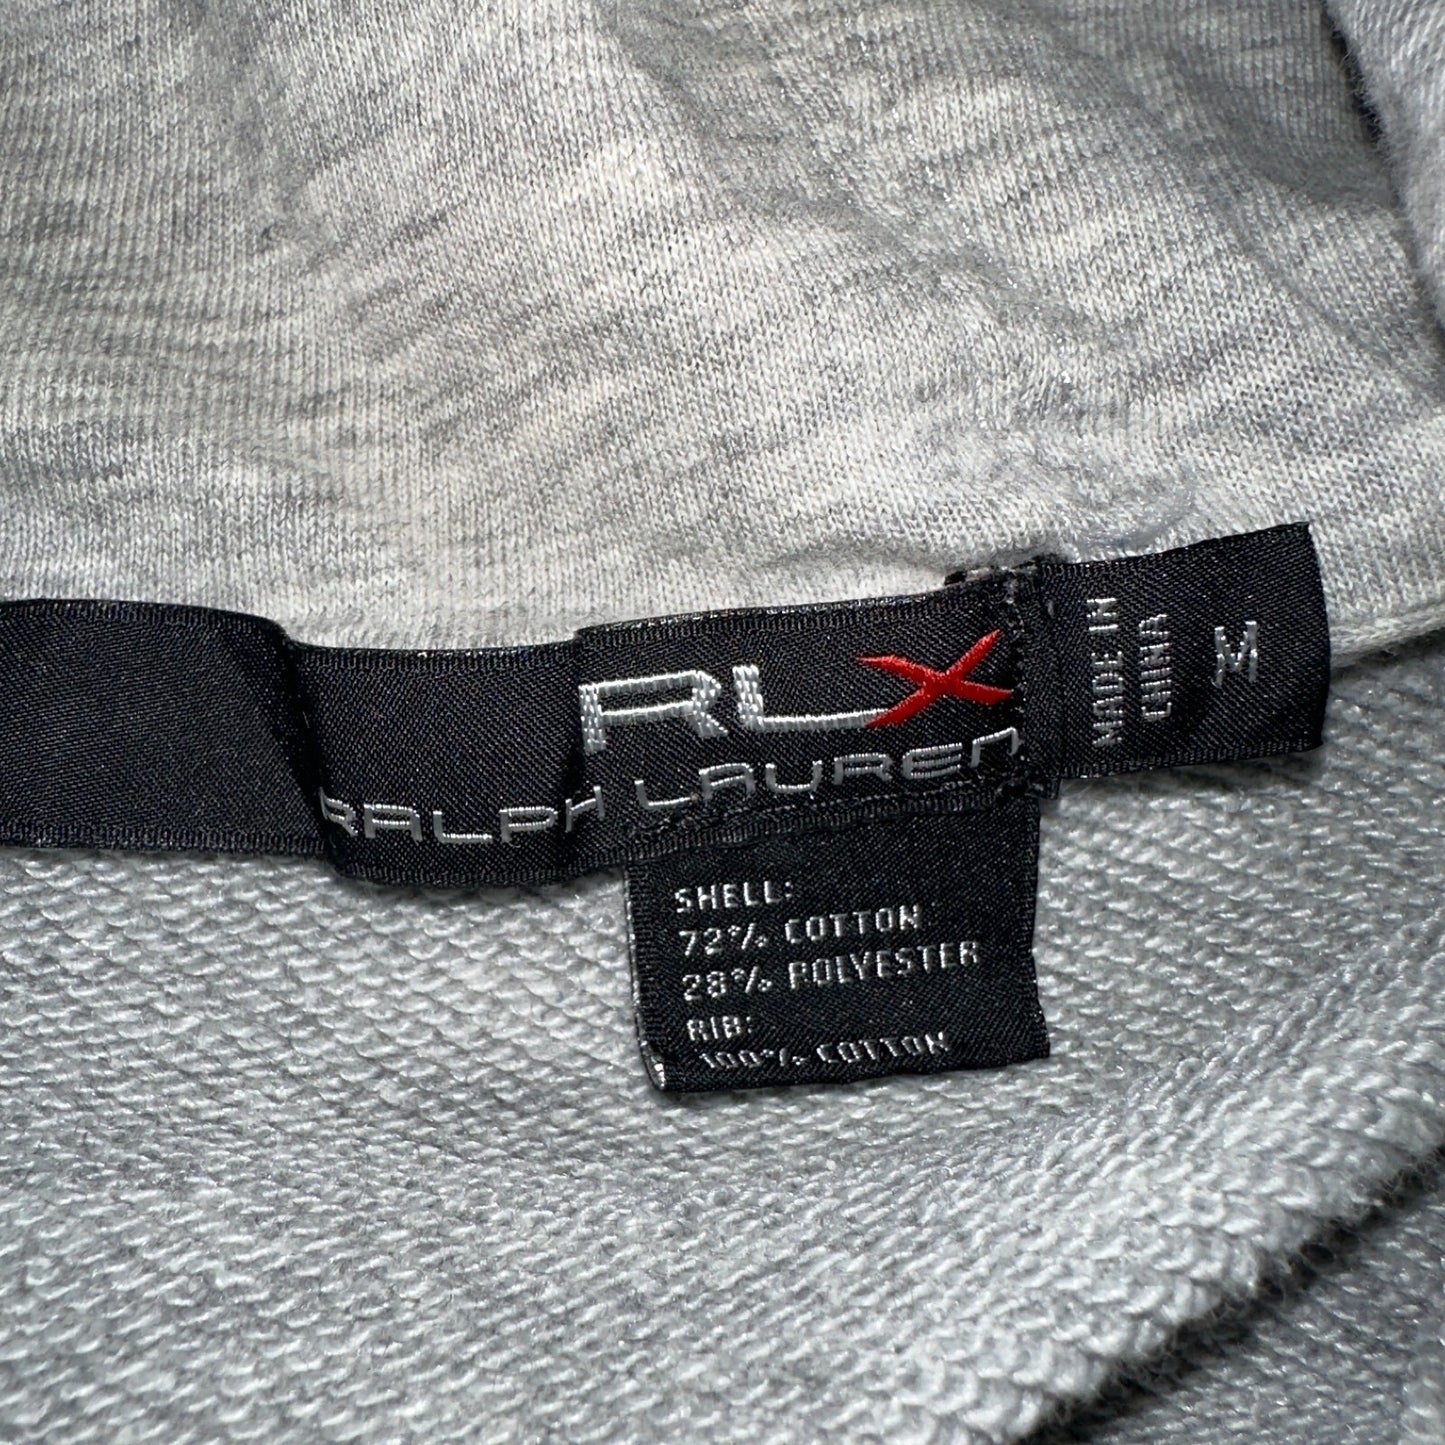 RLX
RALPH LAUREN
MADE IN
CHINA
M
SHELL:
72% COTTON
28% POLYESTER
RIB:
100% COTTON